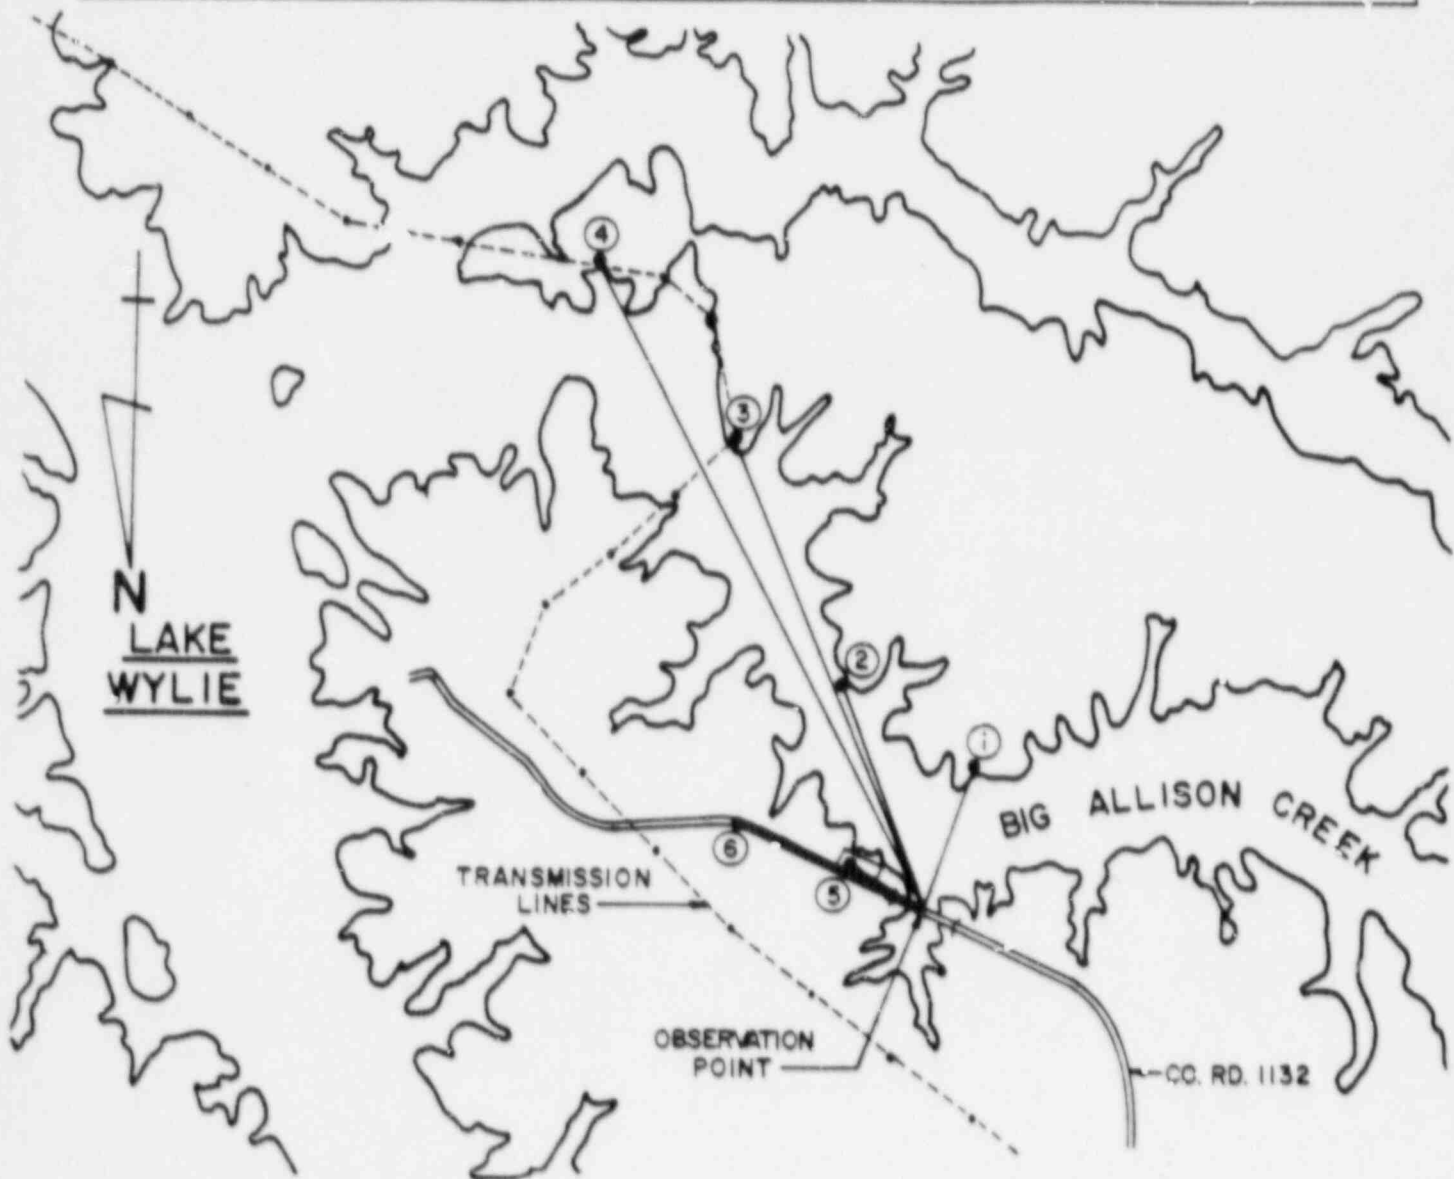 4
3
N
LAKE
WYLIE
2
1
BIG ALLISON CREEK
6
TRANSMISSION
LINES
5
OBSERVATION
POINT
CO. RD. 1132